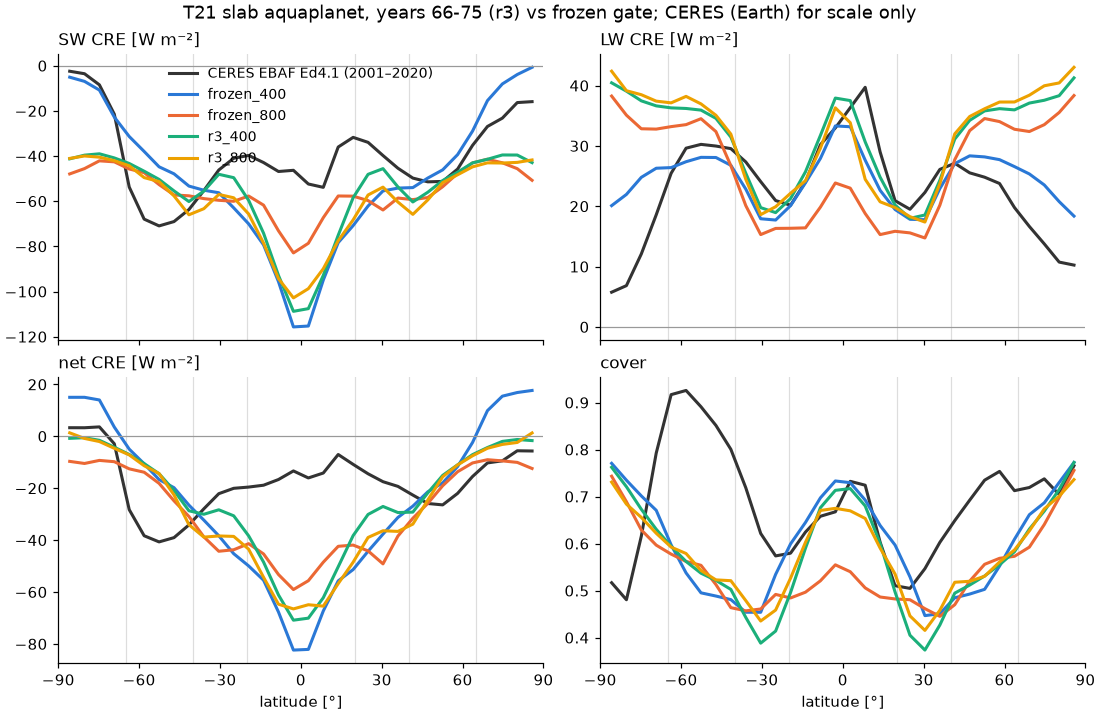 T21 slab aquaplanet, years 66-75 (r3) vs frozen gate; CERES (Earth) for scale only
SW CRE [W m⁻²]
LW CRE [W m⁻²]
CERES EBAF Ed4.1 (2001–2020)
frozen_400
frozen_800
r3_400
r3_800
0
−20
−40
−60
−80
−100
−120
40
30
20
10
0
net CRE [W m⁻²]
cover
20
0
−20
−40
−60
−80
0.9
0.8
0.7
0.6
0.5
0.4
−90 −60 −30 0 30 60 90
−90 −60 −30 0 30 60 90
latitude [°]
latitude [°]